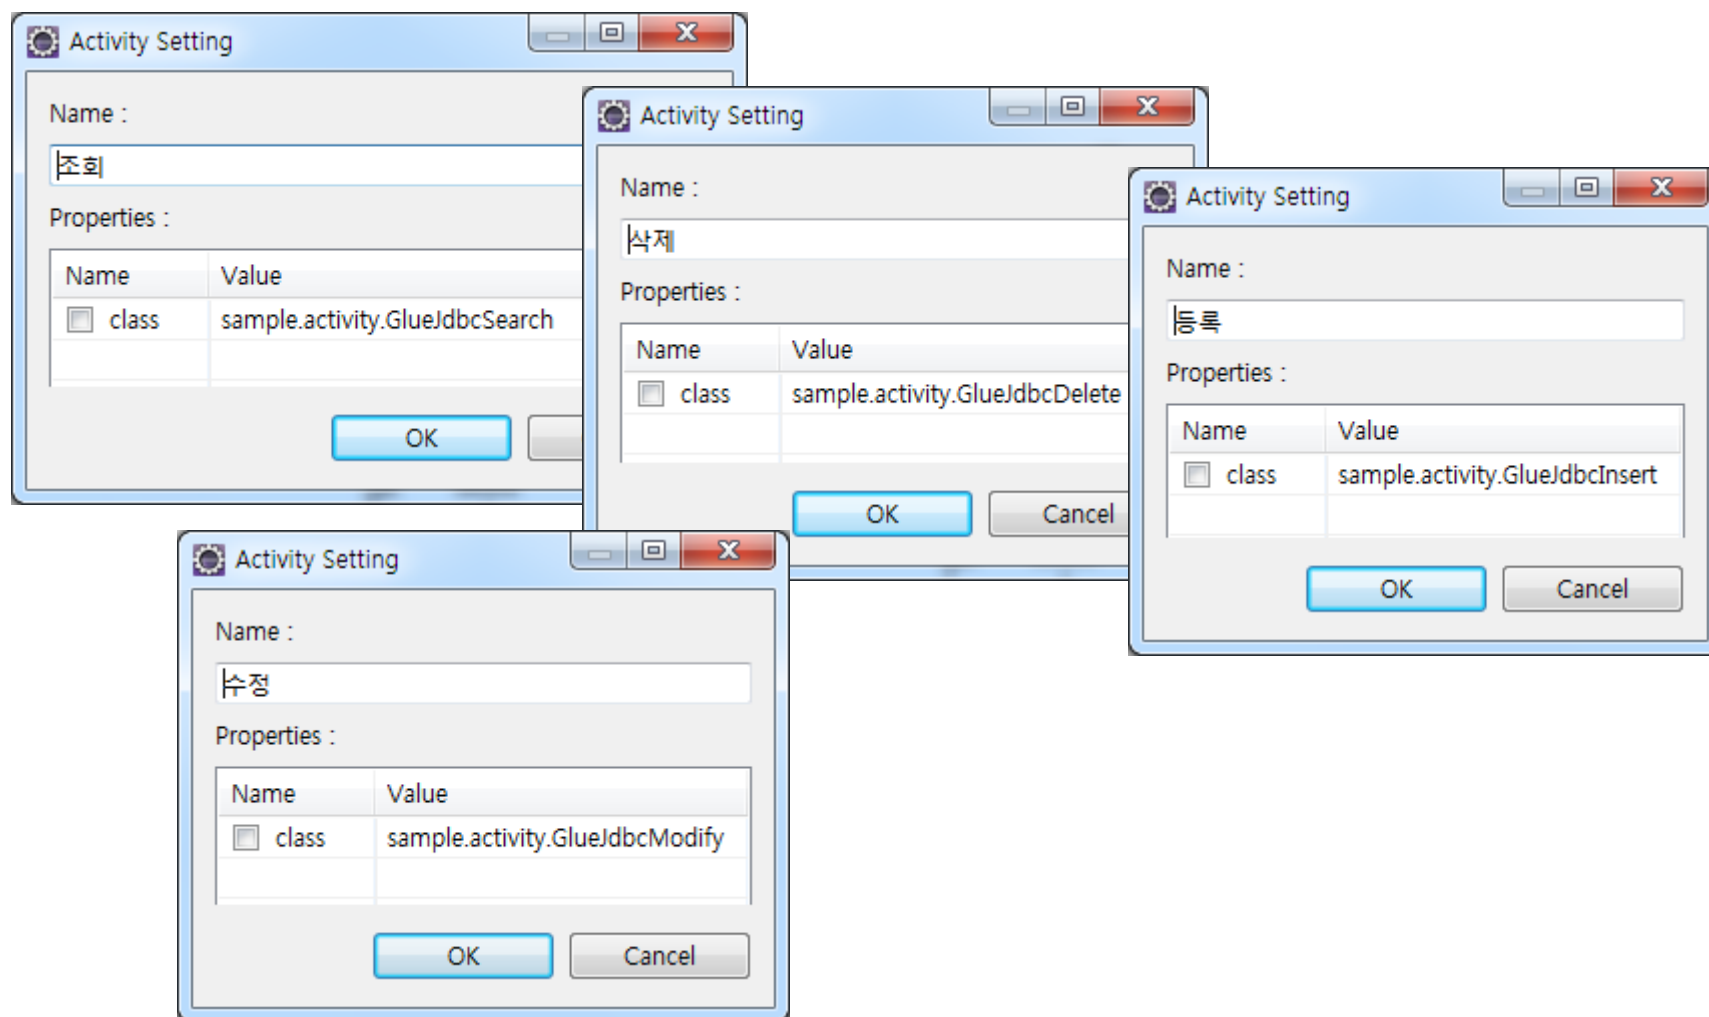 Activity Setting
Name :
조회
Properties :
Name Value
class sample.activity.GlueJdbcSearch
OK
Activity Setting
Name :
삭제
Properties :
Name Value
class sample.activity.GlueJdbcDelete
OK Cancel
Activity Setting
Name :
등록
Properties :
Name Value
class sample.activity.GlueJdbcInsert
OK Cancel
Activity Setting
Name :
수정
Properties :
Name Value
class sample.activity.GlueJdbcModify
OK Cancel